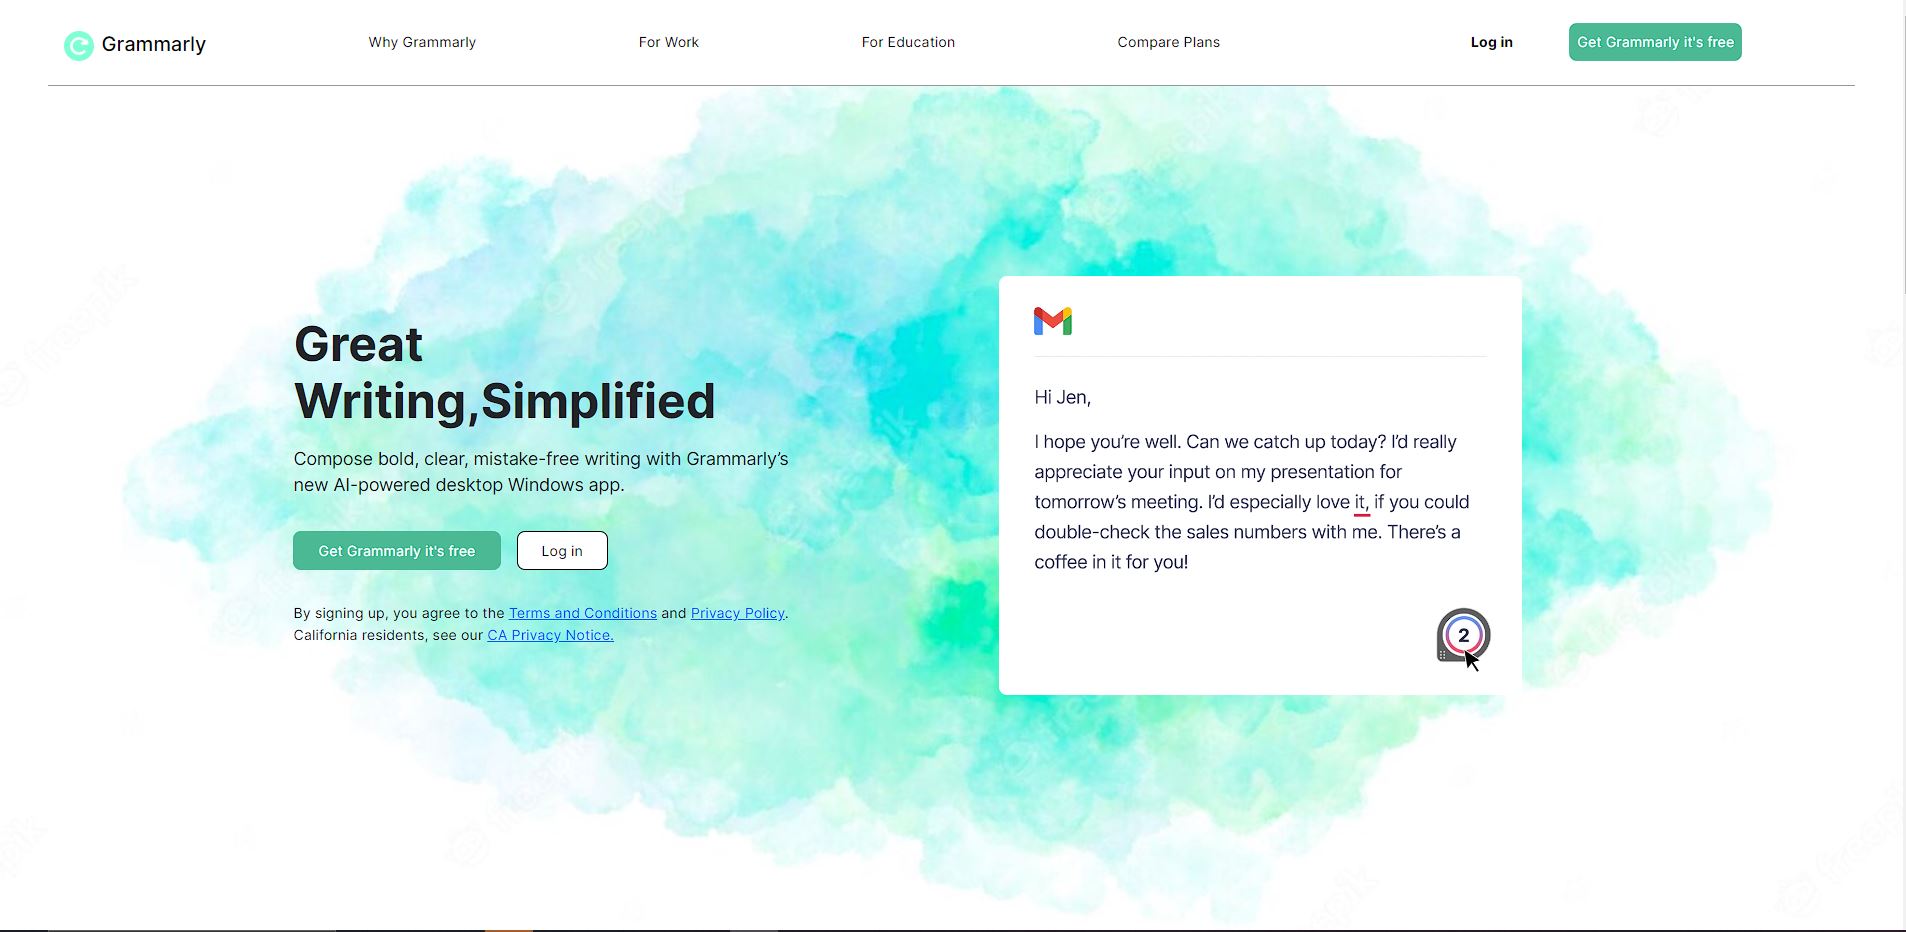 Grammarly
Why Grammarly
For Work
For Education
Compare Plans
Log in
Get Grammarly it's free
Great
Writing,Simplified
Compose bold, clear, mistake-free writing with Grammarly's
new AI-powered desktop Windows app.
Get Grammarly it's free
Log in
By signing up, you agree to the Terms and Conditions and Privacy Policy.
California residents, see our CA Privacy Notice.
Hi Jen,
I hope you’re well. Can we catch up today? I’d really
appreciate your input on my presentation for
tomorrow’s meeting. I’d especially love it, if you could
double-check the sales numbers with me. There’s a
coffee in it for you!
2
freepik